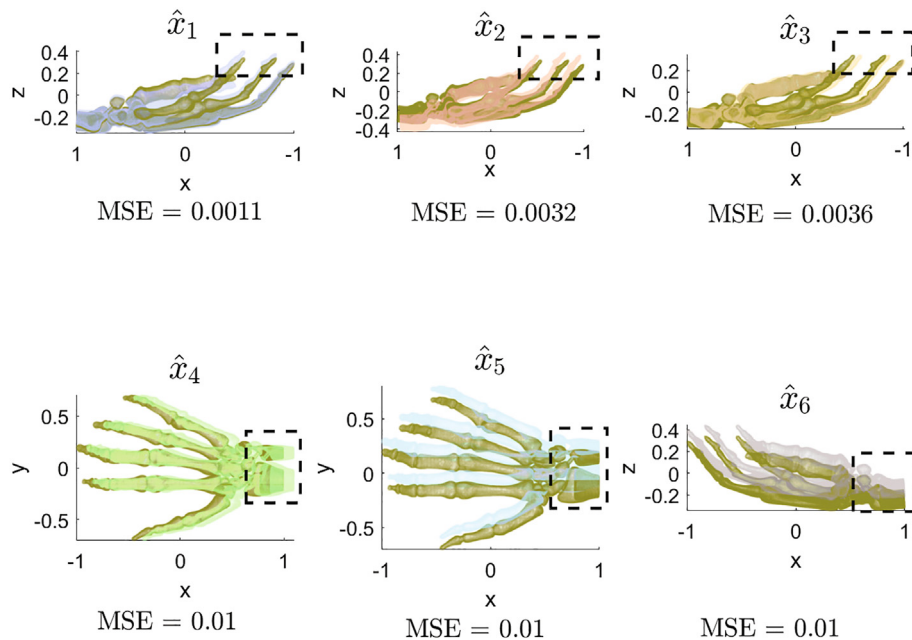 x̂₁
0.4
0.2
0
-0.2
z
1
0
-1
x
MSE = 0.0011
x̂₂
0.4
0.2
0
-0.2
-0.4
z
1
0
-1
x
MSE = 0.0032
x̂₃
0.2
0
-0.2
z
1
0
-1
x
MSE = 0.0036
x̂₄
0.5
0
-0.5
y
-1
0
1
x
MSE = 0.01
x̂₅
0.5
0
-0.5
y
-1
0
1
x
MSE = 0.01
x̂₆
0.4
0.2
0
-0.2
z
-1
0
1
x
MSE = 0.01